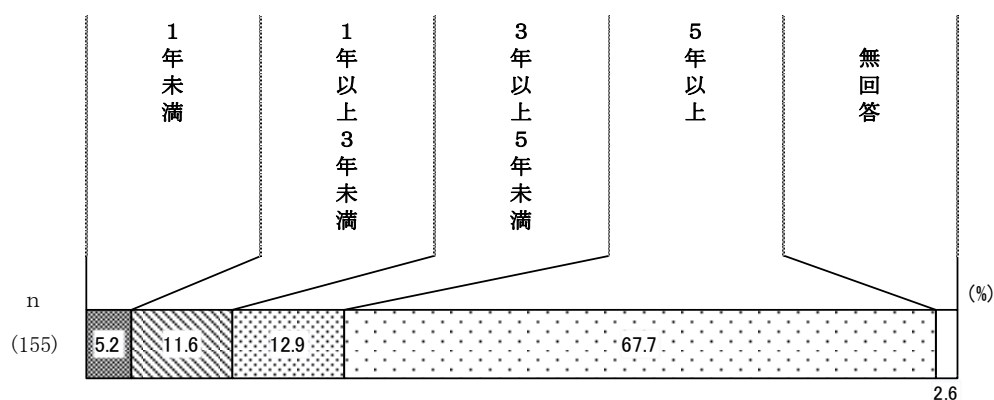 １年未満
１年以上３年未満
３年以上５年未満
５年以上
無回答
n
(%)
(155)
5.2
11.6
12.9
67.7
2.6